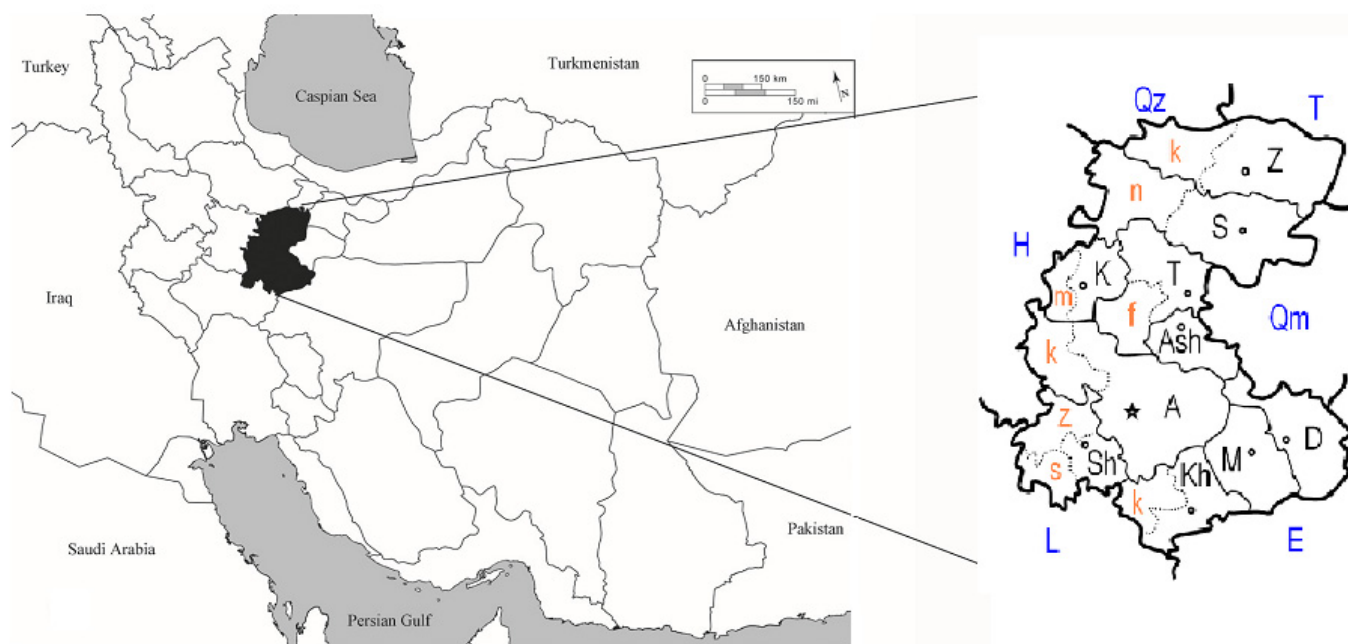 Turkey
Caspian Sea
Turkmenistan
0 150 km
0 150 mi
N
Iraq
Afghanistan
Saudi Arabia
Pakistan
Persian Gulf
Qz
T
k
Z
n
S
H
K
T
m
f
Qm
Ash
k
A
z
D
Sh
M
s
Kh
k
L
E